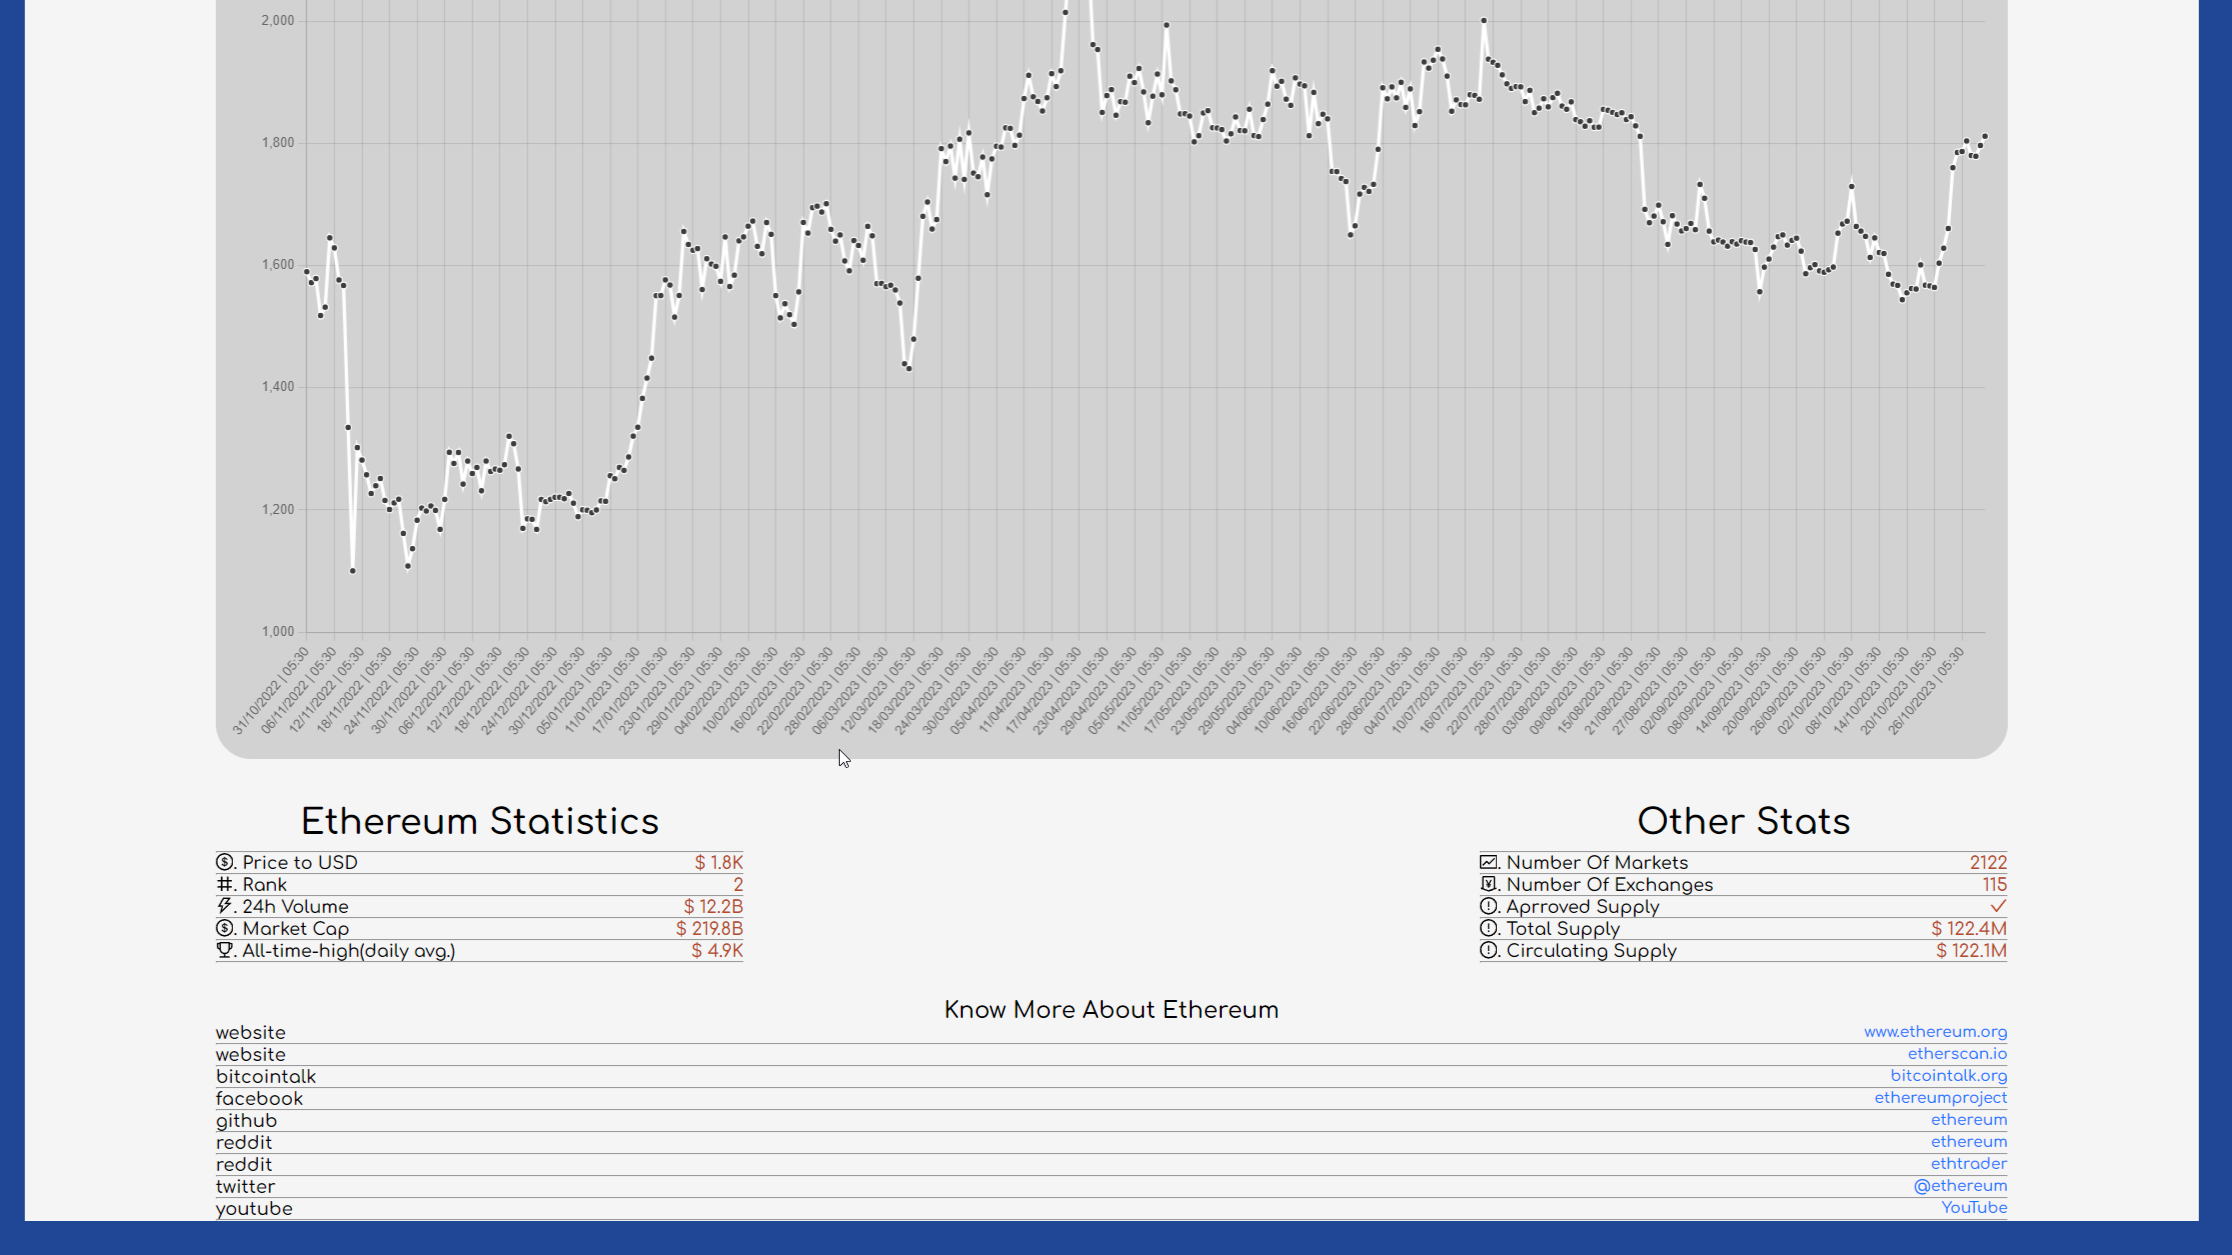 2,000
1,800
1,600
1,400
1,200
1,000
31/10/2022 | 05:30
06/11/2022 | 05:30
12/11/2022 | 05:30
18/11/2022 | 05:30
24/11/2022 | 05:30
30/11/2022 | 05:30
06/12/2022 | 05:30
12/12/2022 | 05:30
18/12/2022 | 05:30
24/12/2022 | 05:30
30/12/2022 | 05:30
05/01/2023 | 05:30
11/01/2023 | 05:30
17/01/2023 | 05:30
23/01/2023 | 05:30
29/01/2023 | 05:30
04/02/2023 | 05:30
10/02/2023 | 05:30
16/02/2023 | 05:30
22/02/2023 | 05:30
28/02/2023 | 05:30
06/03/2023 | 05:30
12/03/2023 | 05:30
18/03/2023 | 05:30
24/03/2023 | 05:30
30/03/2023 | 05:30
05/04/2023 | 05:30
11/04/2023 | 05:30
17/04/2023 | 05:30
23/04/2023 | 05:30
29/04/2023 | 05:30
05/05/2023 | 05:30
11/05/2023 | 05:30
17/05/2023 | 05:30
23/05/2023 | 05:30
29/05/2023 | 05:30
04/06/2023 | 05:30
10/06/2023 | 05:30
16/06/2023 | 05:30
22/06/2023 | 05:30
28/06/2023 | 05:30
04/07/2023 | 05:30
10/07/2023 | 05:30
16/07/2023 | 05:30
22/07/2023 | 05:30
28/07/2023 | 05:30
03/08/2023 | 05:30
09/08/2023 | 05:30
15/08/2023 | 05:30
21/08/2023 | 05:30
27/08/2023 | 05:30
02/09/2023 | 05:30
08/09/2023 | 05:30
14/09/2023 | 05:30
20/09/2023 | 05:30
26/09/2023 | 05:30
02/10/2023 | 05:30
08/10/2023 | 05:30
14/10/2023 | 05:30
20/10/2023 | 05:30
26/10/2023 | 05:30
Ethereum Statistics
. Price to USD $ 1.8K
. Rank 2
. 24h Volume $ 12.2B
. Market Cap $ 219.8B
. All-time-high(daily avg.) $ 4.9K
Other Stats
. Number Of Markets 2122
. Number Of Exchanges 115
. Aprroved Supply
. Total Supply $ 122.4M
. Circulating Supply $ 122.1M
Know More About Ethereum
website www.ethereum.org
website etherscan.io
bitcointalk bitcointalk.org
facebook ethereumproject
github ethereum
reddit ethereum
reddit ethtrader
twitter @ethereum
youtube YouTube